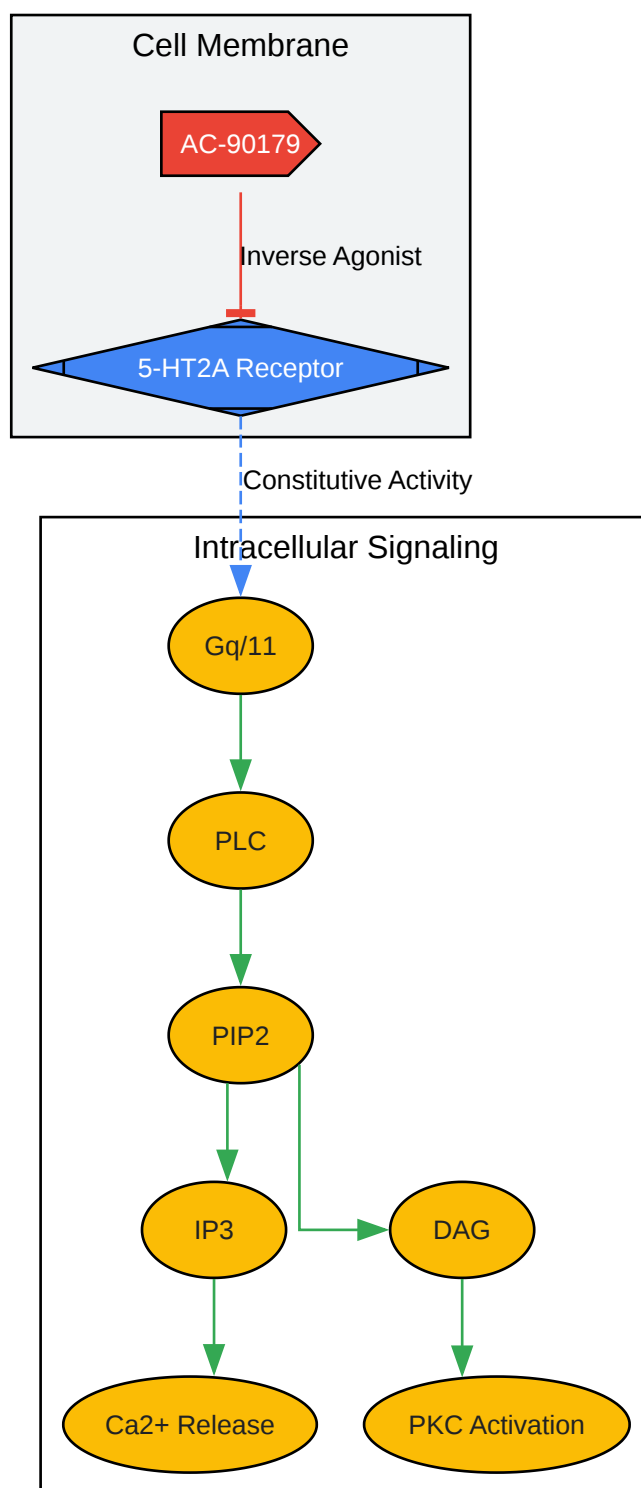 Cell Membrane
AC-90179
Inverse Agonist
5-HT2A Receptor
Constitutive Activity
Intracellular Signaling
Gq/11
PLC
PIP2
IP3
DAG
Ca2+ Release
PKC Activation